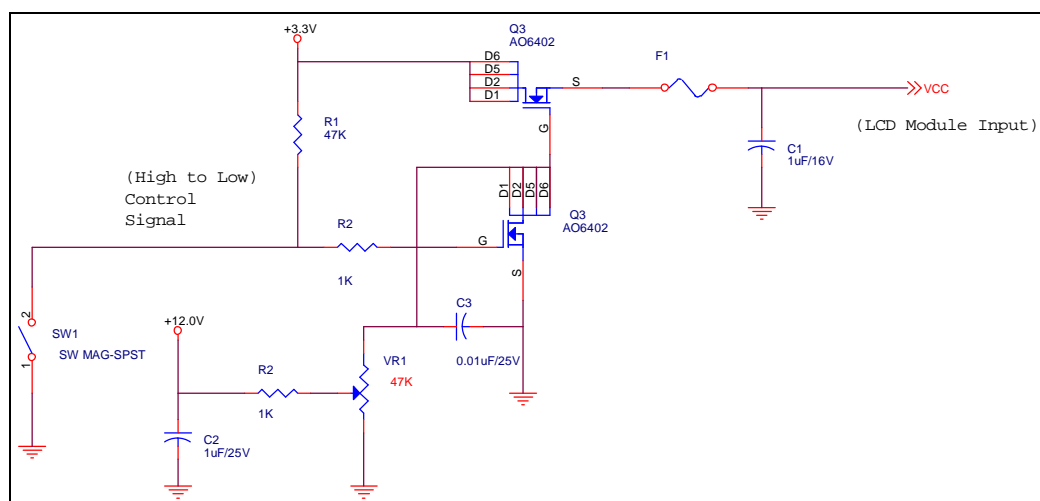 +3.3V
Q3
AO6402
D6
D5
D2
D1
S
G
F1
VCC
(LCD Module Input)
R1
47K
C1
1uF/16V
(High to Low)
Control
Signal
D1
D2
D5
D6
Q3
AO6402
R2
1K
G
S
2
1
SW1
SW MAG-SPST
+12.0V
C3
0.01uF/25V
VR1
47K
R2
1K
C2
1uF/25V